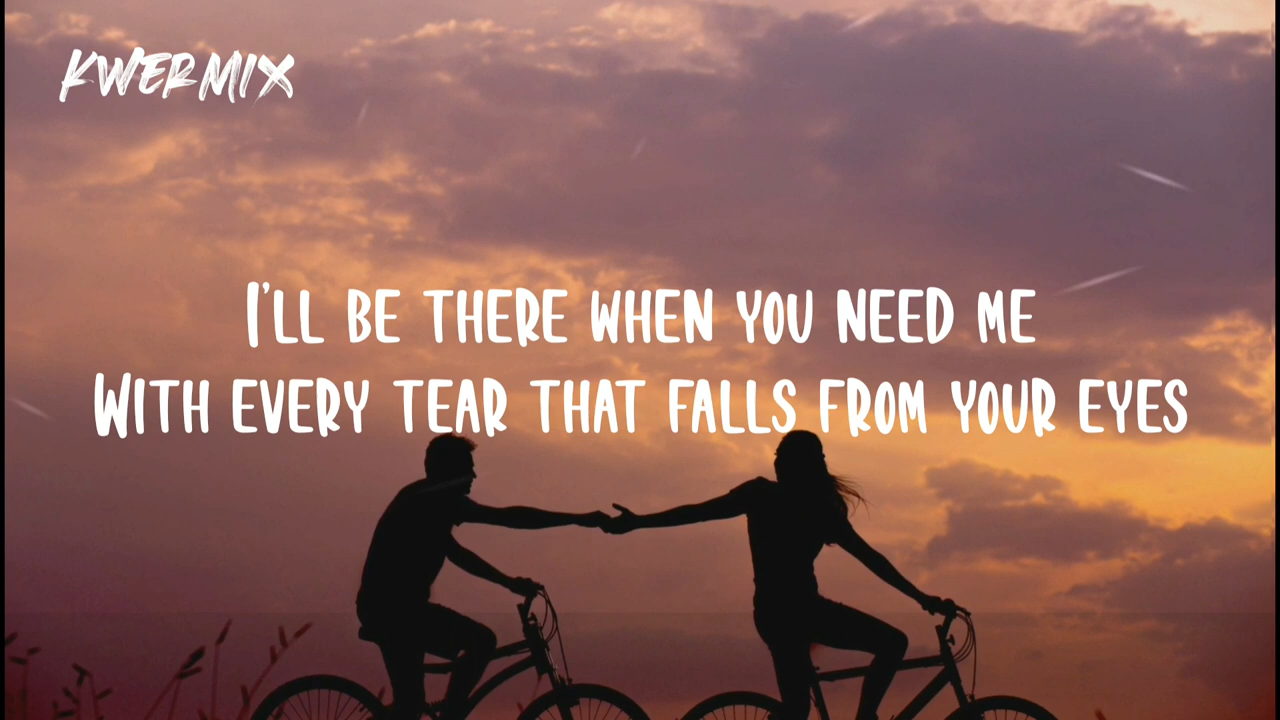 KWERMIX
I'LL BE THERE WHEN YOU NEED ME
WITH EVERY TEAR THAT FALLS FROM YOUR EYES